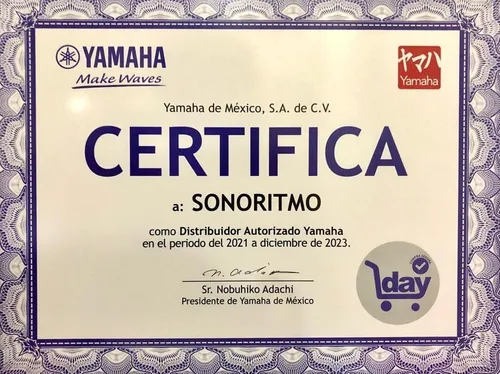 YAMAHA
Make Waves
ヤマハ
Yamaha
Yamaha de México, S.A. de C.V.
CERTIFICA
a: SONORITMO
como Distribuidor Autorizado Yamaha
en el periodo del 2021 a diciembre de 2023.
Sr. Nobuhiko Adachi
Presidente de Yamaha de México
1day